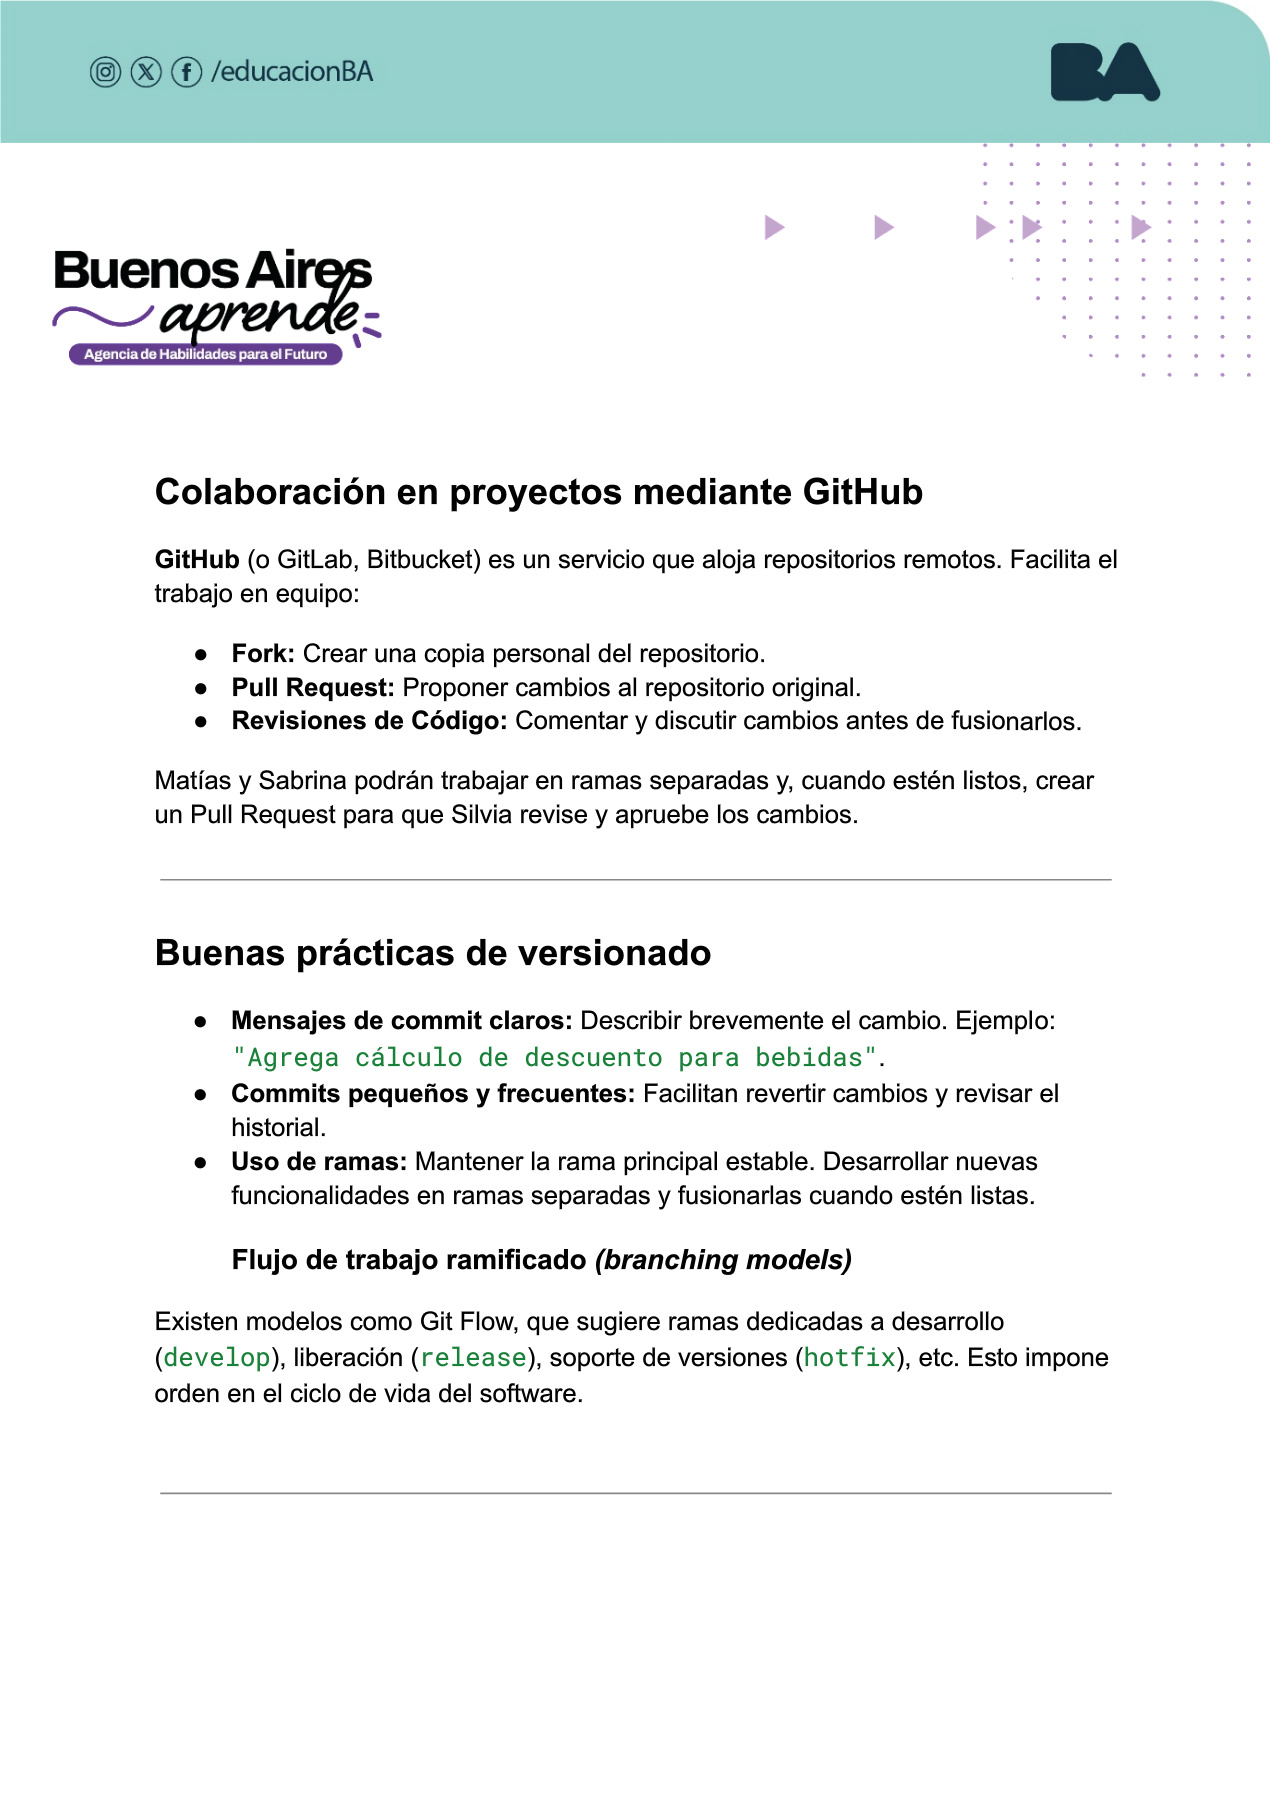 /educacionBA
BA
Buenos Aires
aprende
Agencia de Habilidades para el Futuro
Colaboración en proyectos mediante GitHub
GitHub (o GitLab, Bitbucket) es un servicio que aloja repositorios remotos. Facilita el
trabajo en equipo:
● Fork: Crear una copia personal del repositorio.
● Pull Request: Proponer cambios al repositorio original.
● Revisiones de Código: Comentar y discutir cambios antes de fusionarlos.
Matías y Sabrina podrán trabajar en ramas separadas y, cuando estén listos, crear
un Pull Request para que Silvia revise y apruebe los cambios.
Buenas prácticas de versionado
● Mensajes de commit claros: Describir brevemente el cambio. Ejemplo:
"Agrega cálculo de descuento para bebidas".
● Commits pequeños y frecuentes: Facilitan revertir cambios y revisar el
historial.
● Uso de ramas: Mantener la rama principal estable. Desarrollar nuevas
funcionalidades en ramas separadas y fusionarlas cuando estén listas.
Flujo de trabajo ramificado (branching models)
Existen modelos como Git Flow, que sugiere ramas dedicadas a desarrollo
(develop), liberación (release), soporte de versiones (hotfix), etc. Esto impone
orden en el ciclo de vida del software.